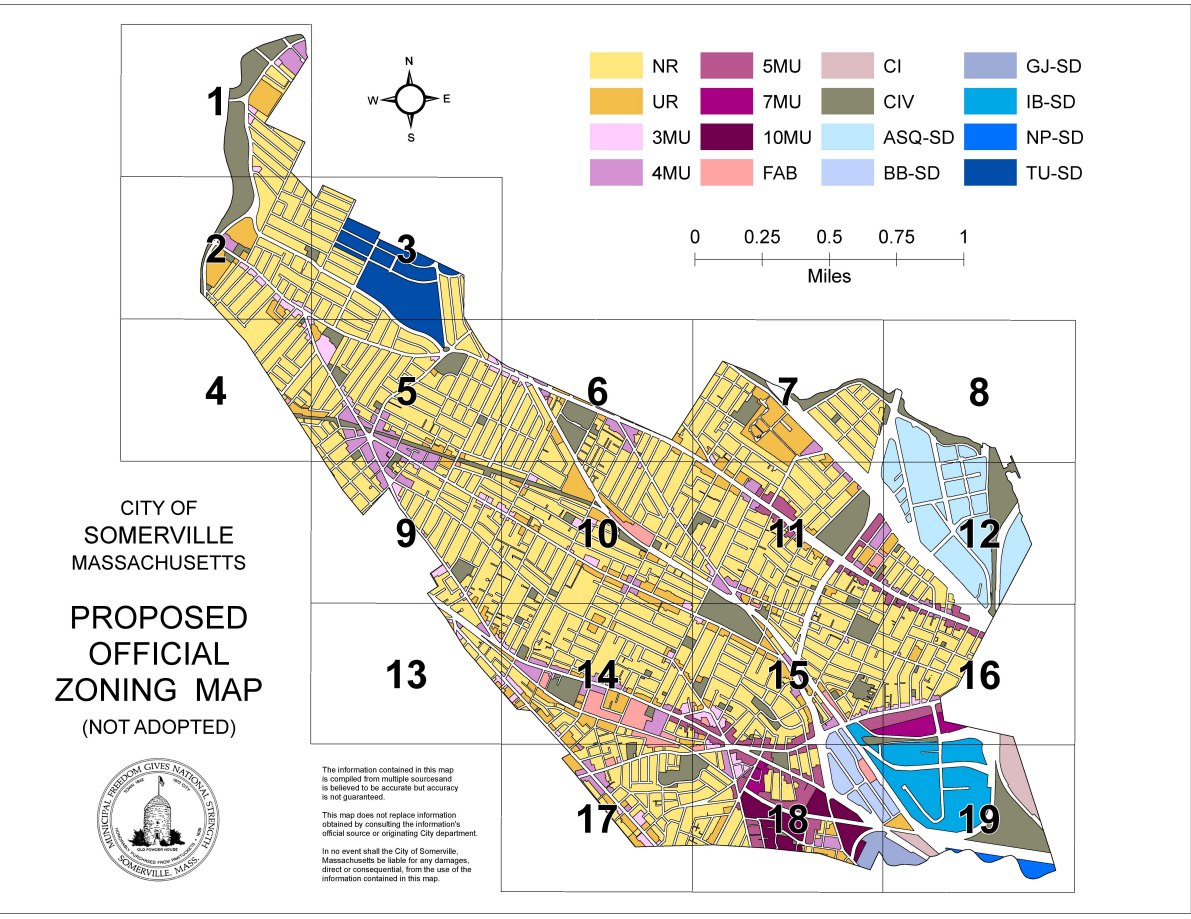 N
W E
S
NR
UR
3MU
4MU
5MU
7MU
10MU
FAB
CI
CIV
ASQ-SD
BB-SD
GJ-SD
IB-SD
NP-SD
TU-SD
0 0.25 0.5 0.75 1
Miles
1
2
3
4
5
6
7
8
9
10
11
12
13
14
15
16
17
18
19
CITY OF
SOMERVILLE
MASSACHUSETTS
PROPOSED
OFFICIAL
ZONING MAP
(NOT ADOPTED)
MUNICIPAL FREEDOM GIVES NATIONAL STRENGTH
TOWN 1842 CITY
OLD POWDER HOUSE
SOMERVILLE, MASS.
The information contained in this map
is compiled from multiple sourcesand
is believed to be accurate but accuracy
is not guaranteed.
This map does not replace information
obtained by consulting the information's
official source or originating City department.
In no event shall the City of Somerville,
Massachusetts be liable for any damages,
direct or consequential, from the use of the
information contained in this map.